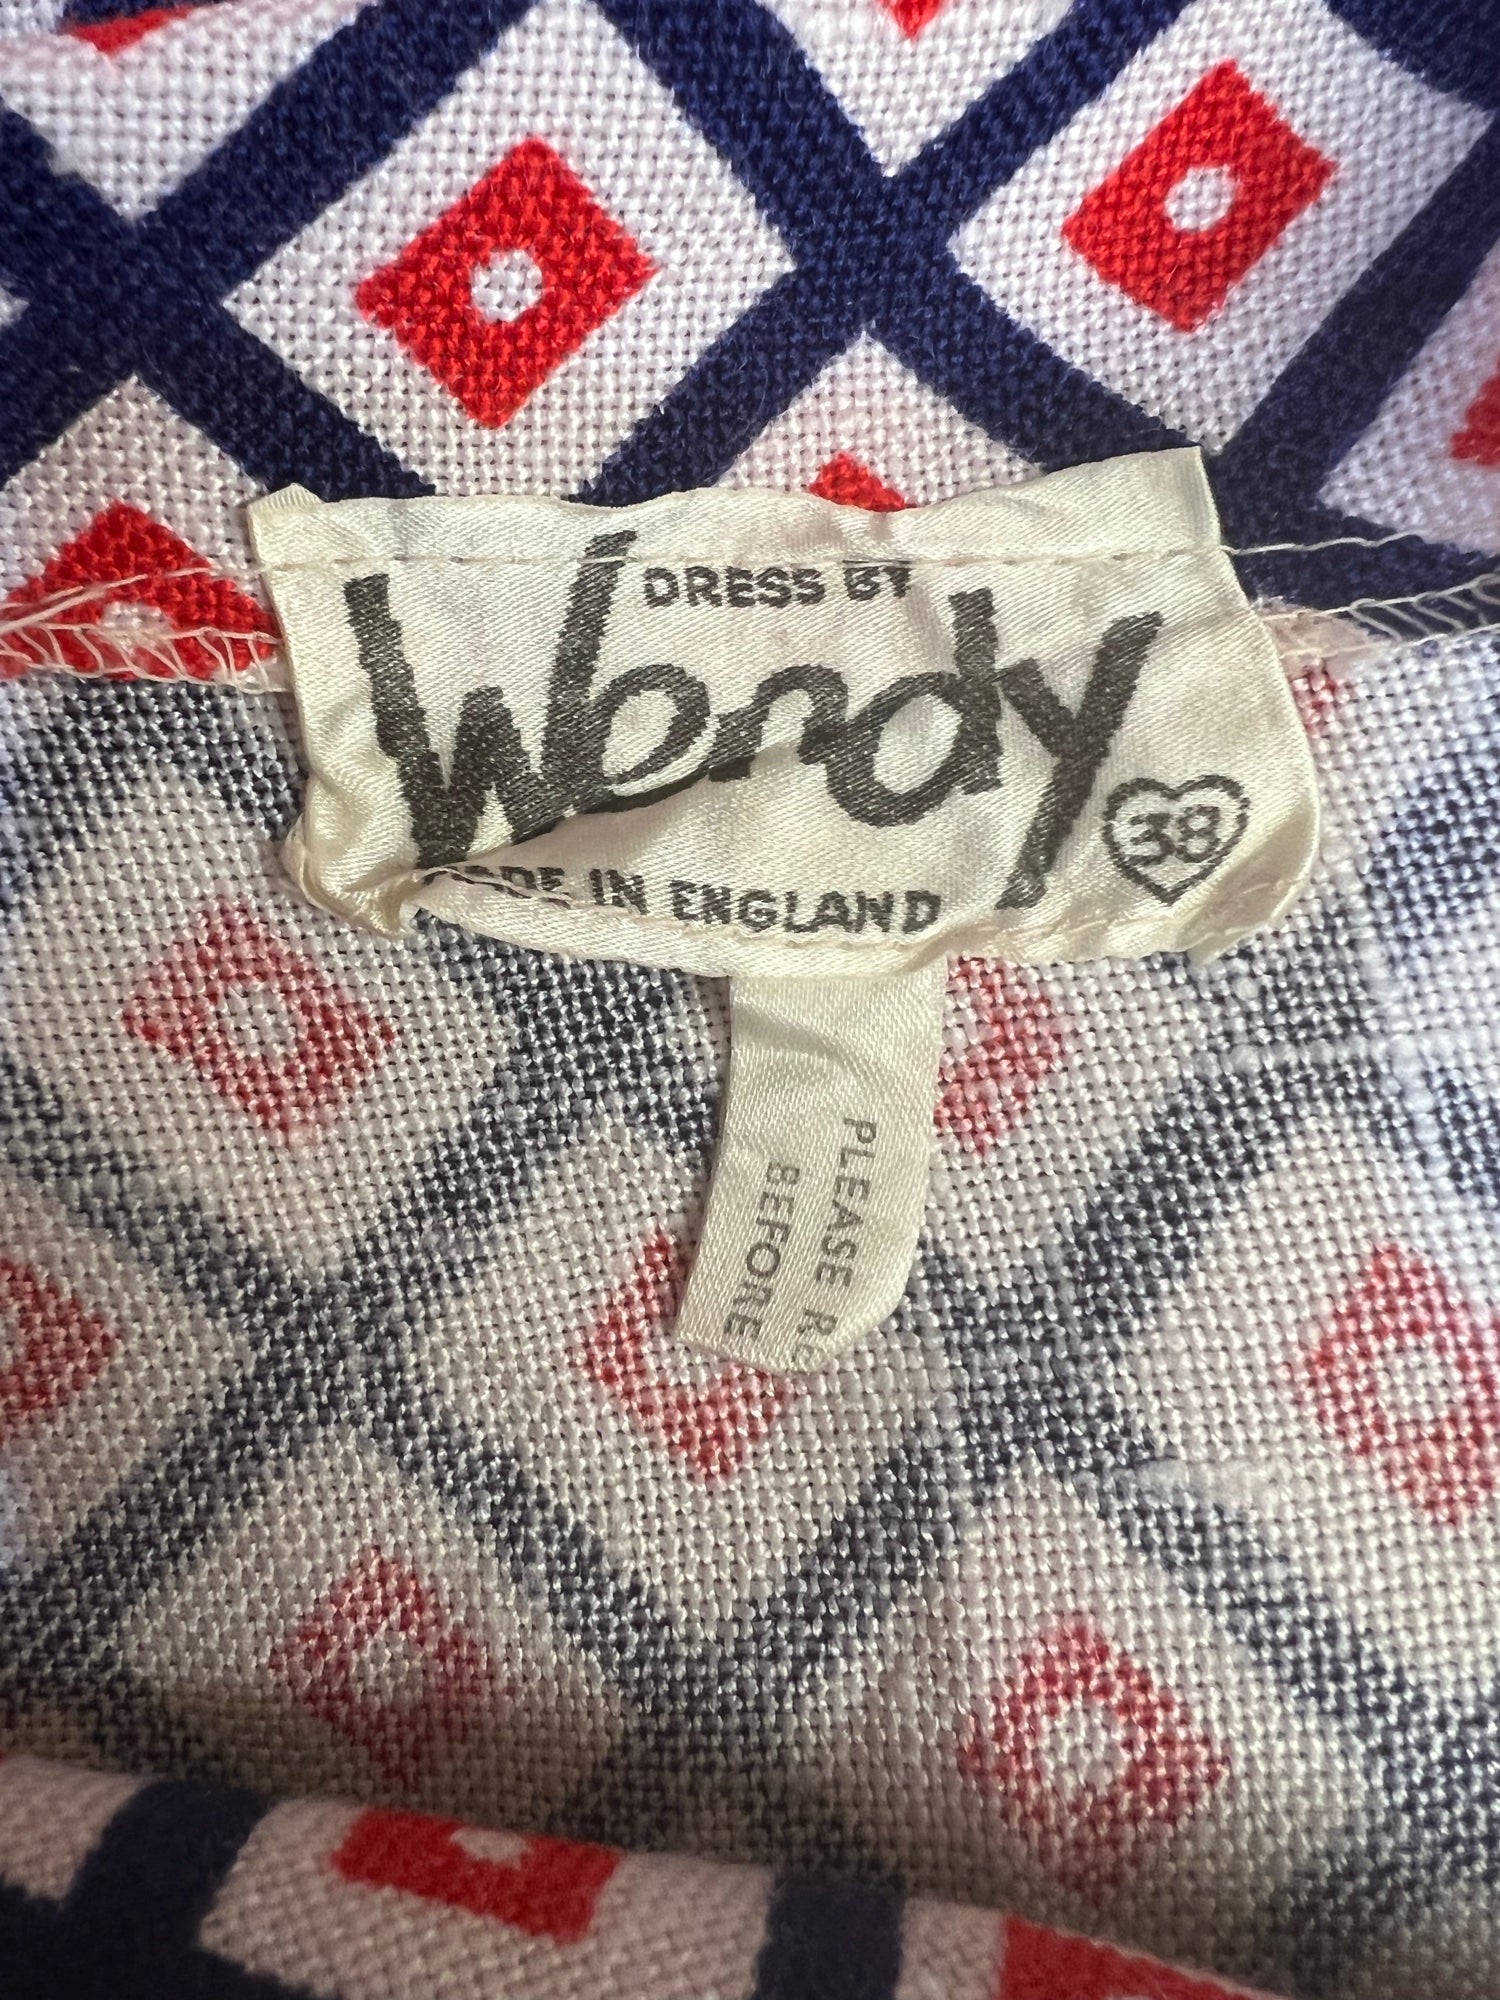 DRESS BY
Wendy
38
MADE IN ENGLAND
PLEASE
BEFORE